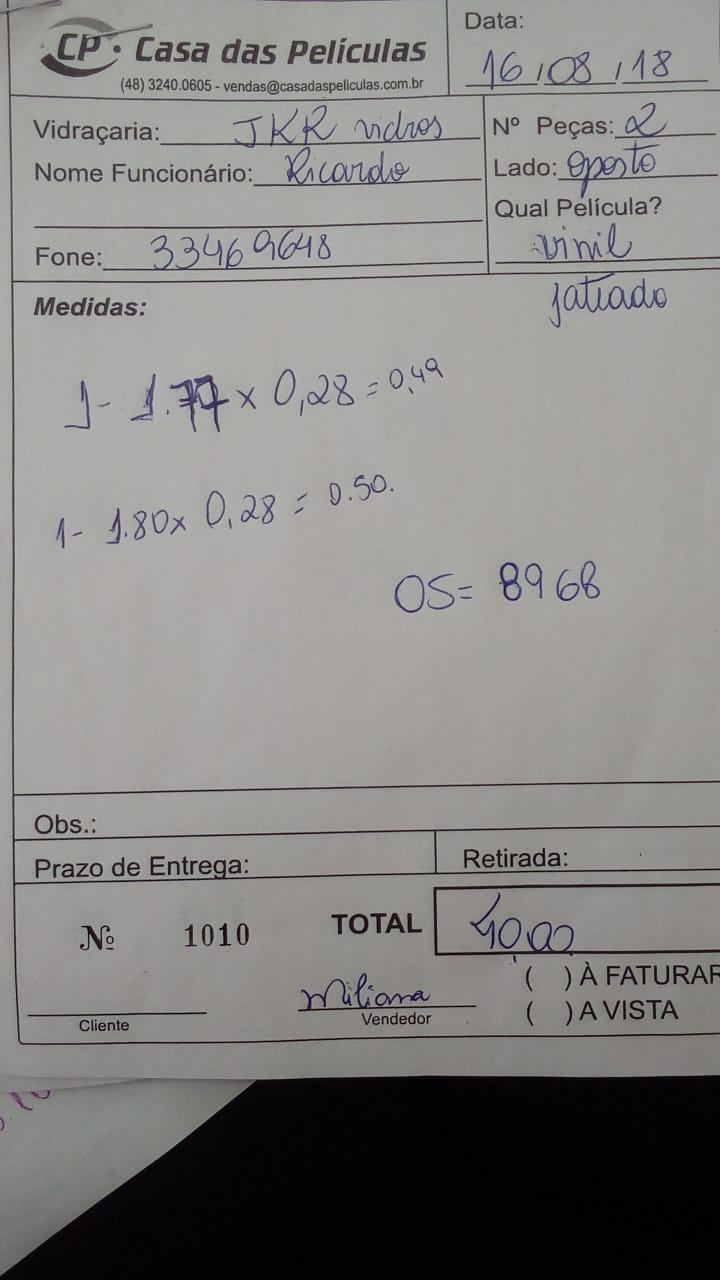 CP · Casa das Películas
(48) 3240.0605 - vendas@casadaspeliculas.com.br
Data:
16/08/18
Vidraçaria: JKR vidros
Nº Peças: 2
Nome Funcionário: Ricardo
Lado: oposto
Qual Película?
Fone: 33469648
vinil
jatiado
Medidas:
1- 1.77 x 0,28 = 0,49
1- 1.80 x 0,28 = 0.50.
OS= 8968
Obs.:
Prazo de Entrega:
Retirada:
Nº 1010
TOTAL
40,00
( ) À FATURAR
Miliana
( ) A VISTA
Cliente
Vendedor